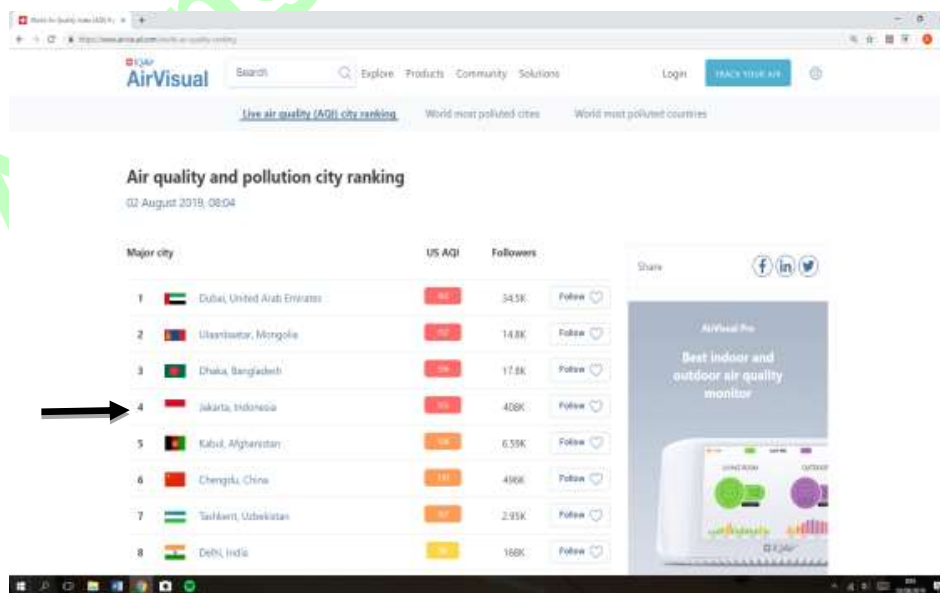 IQAir
AirVisual
Search
Explore Products Community Solutions
Login
TRACK YOUR AIR
Live air quality (AQI) city ranking World most polluted cities World most polluted countries
Air quality and pollution city ranking
02 August 2019, 08:04
Major city US AQI Followers
1 Dubai, United Arab Emirates 34.5K Follow
2 Ulaanbaatar, Mongolia 14.8K Follow
3 Dhaka, Bangladesh 17.8K Follow
4 Jakarta, Indonesia 408K Follow
5 Kabul, Afghanistan 6.59K Follow
6 Chengdu, China 496K Follow
7 Tashkent, Uzbekistan 2.95K Follow
8 Delhi, India 168K Follow
Share
AirVisual Pro
Best indoor and
outdoor air quality
monitor
LIVING ROOM OUTDOOR
IQAir